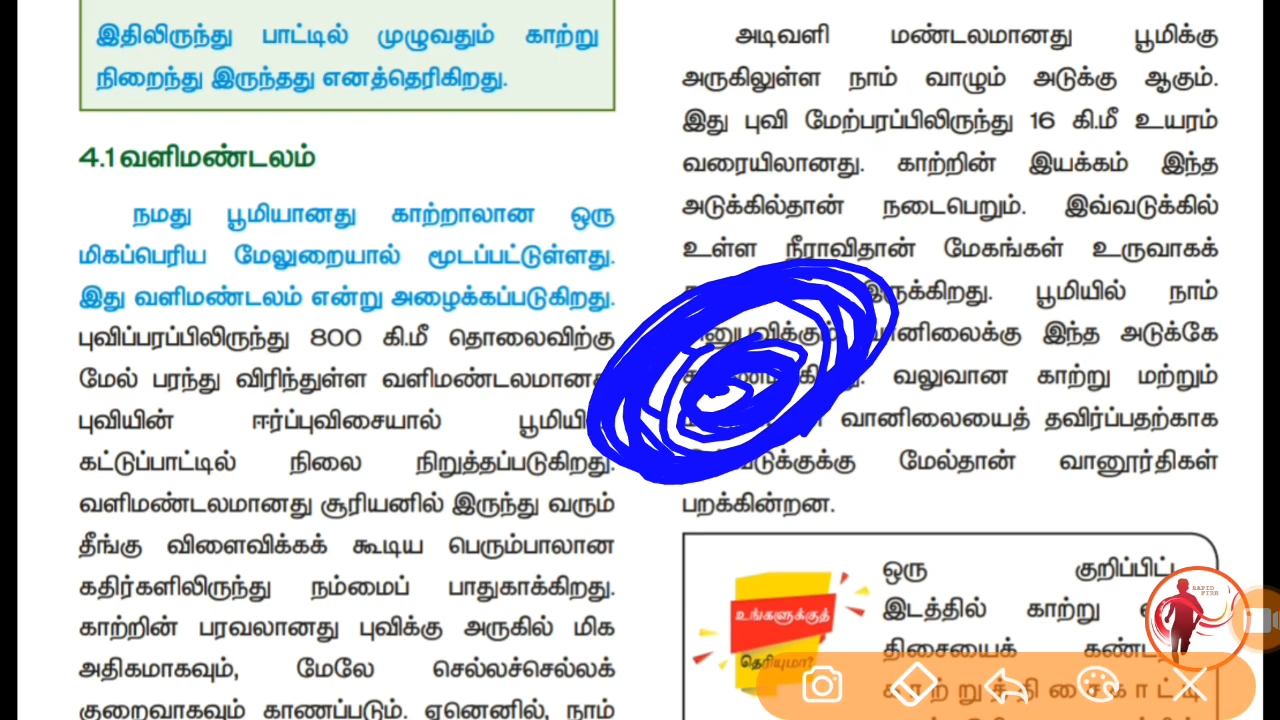 இதிலிருந்து பாட்டில் முழுவதும் காற்று
நிறைந்து இருந்தது எனத்தெரிகிறது.
4.1 வளிமண்டலம்
நமது பூமியானது காற்றாலான ஒரு
மிகப்பெரிய மேலுறையால் மூடப்பட்டுள்ளது.
இது வளிமண்டலம் என்று அழைக்கப்படுகிறது.
புவிப்பரப்பிலிருந்து 800 கி.மீ தொலைவிற்கு
மேல் பரந்து விரிந்துள்ள வளிமண்டலமானது
புவியின் ஈர்ப்புவிசையால் பூமியின்
கட்டுப்பாட்டில் நிலை நிறுத்தப்படுகிறது.
வளிமண்டலமானது சூரியனில் இருந்து வரும்
தீங்கு விளைவிக்கக் கூடிய பெரும்பாலான
கதிர்களிலிருந்து நம்மைப் பாதுகாக்கிறது.
காற்றின் பரவலானது புவிக்கு அருகில் மிக
அதிகமாகவும், மேலே செல்லச்செல்லக்
குறைவாகவும் காணப்படும். ஏனெனில், நாம்
அடிவளி மண்டலமானது பூமிக்கு
அருகிலுள்ள நாம் வாழும் அடுக்கு ஆகும்.
இது புவி மேற்பரப்பிலிருந்து 16 கி.மீ உயரம்
வரையிலானது. காற்றின் இயக்கம் இந்த
அடுக்கில்தான் நடைபெறும். இவ்வடுக்கில்
உள்ள நீராவிதான் மேகங்கள் உருவாகக்
இருக்கிறது. பூமியில் நாம்
அனுபவிக்கும் வானிலைக்கு இந்த அடுக்கே
வலுவான காற்று மற்றும்
வானிலையைத் தவிர்ப்பதற்காக
மேல்தான் வானூர்திகள்
பறக்கின்றன.
உங்களுக்குத்
தெரியுமா?
ஒரு குறிப்பிட்ட
இடத்தில் காற்று
திசையைக்
RAPID
FIRE